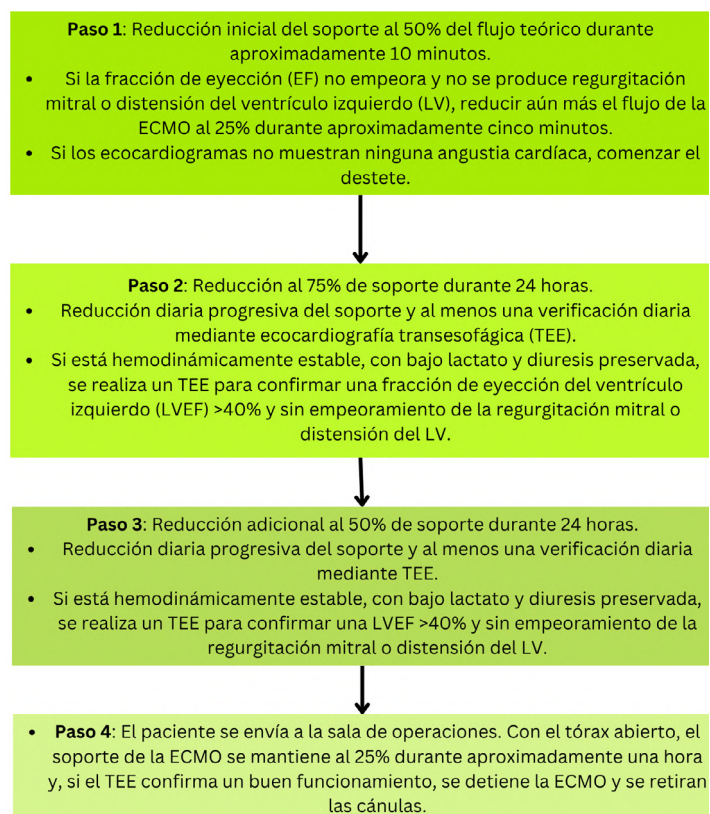 Paso 1: Reducción inicial del soporte al 50% del flujo teórico durante
aproximadamente 10 minutos.
• Si la fracción de eyección (EF) no empeora y no se produce regurgitación
mitral o distensión del ventrículo izquierdo (LV), reducir aún más el flujo de la
ECMO al 25% durante aproximadamente cinco minutos.
• Si los ecocardiogramas no muestran ninguna angustia cardíaca, comenzar el
destete.
Paso 2: Reducción al 75% de soporte durante 24 horas.
• Reducción diaria progresiva del soporte y al menos una verificación diaria
mediante ecocardiografía transesofágica (TEE).
• Si está hemodinámicamente estable, con bajo lactato y diuresis preservada,
se realiza un TEE para confirmar una fracción de eyección del ventrículo
izquierdo (LVEF) >40% y sin empeoramiento de la regurgitación mitral o
distensión del LV.
Paso 3: Reducción adicional al 50% de soporte durante 24 horas.
• Reducción diaria progresiva del soporte y al menos una verificación diaria
mediante TEE.
• Si está hemodinámicamente estable, con bajo lactato y diuresis preservada,
se realiza un TEE para confirmar una LVEF >40% y sin empeoramiento de la
regurgitación mitral o distensión del LV.
• Paso 4: El paciente se envía a la sala de operaciones. Con el tórax abierto, el
soporte de la ECMO se mantiene al 25% durante aproximadamente una hora
y, si el TEE confirma un buen funcionamiento, se detiene la ECMO y se retiran
las cánulas.